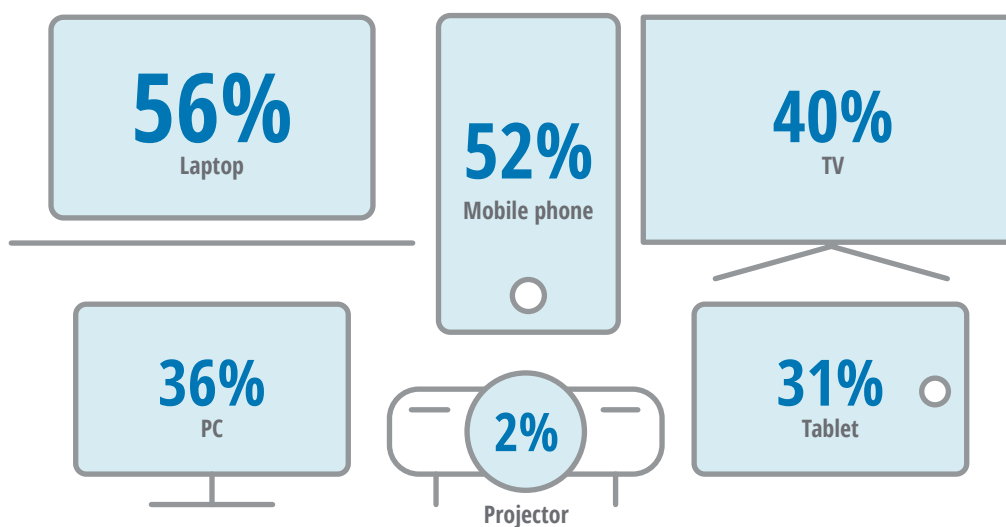 56%
Laptop
52%
Mobile phone
40%
TV
36%
PC
2%
Projector
31%
Tablet